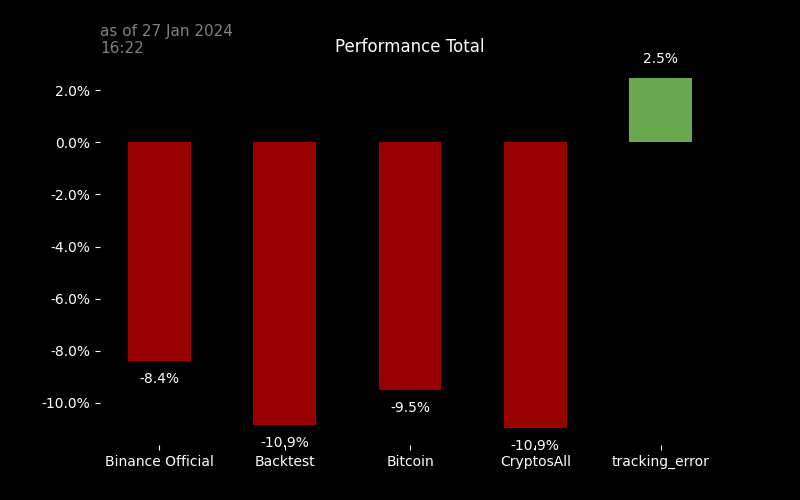 as of 27 Jan 2024
16:22
Performance Total
2.5%
2.0%
0.0%
-2.0%
-4.0%
-6.0%
-8.0%
-10.0%
-8.4%
-10.9%
-9.5%
-10.9%
Binance Official
Backtest
Bitcoin
CryptosAll
tracking_error